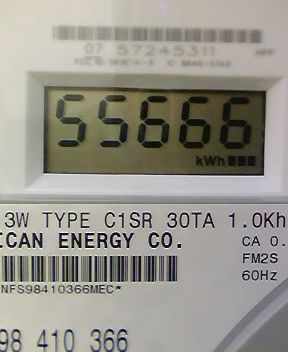 07 57245311
55666
kWh
3W TYPE C1SR 30TA 1.0Kh
ICAN ENERGY CO.
CA 0.
FM2S
60Hz
NFS98410366MEC*
98 410 366